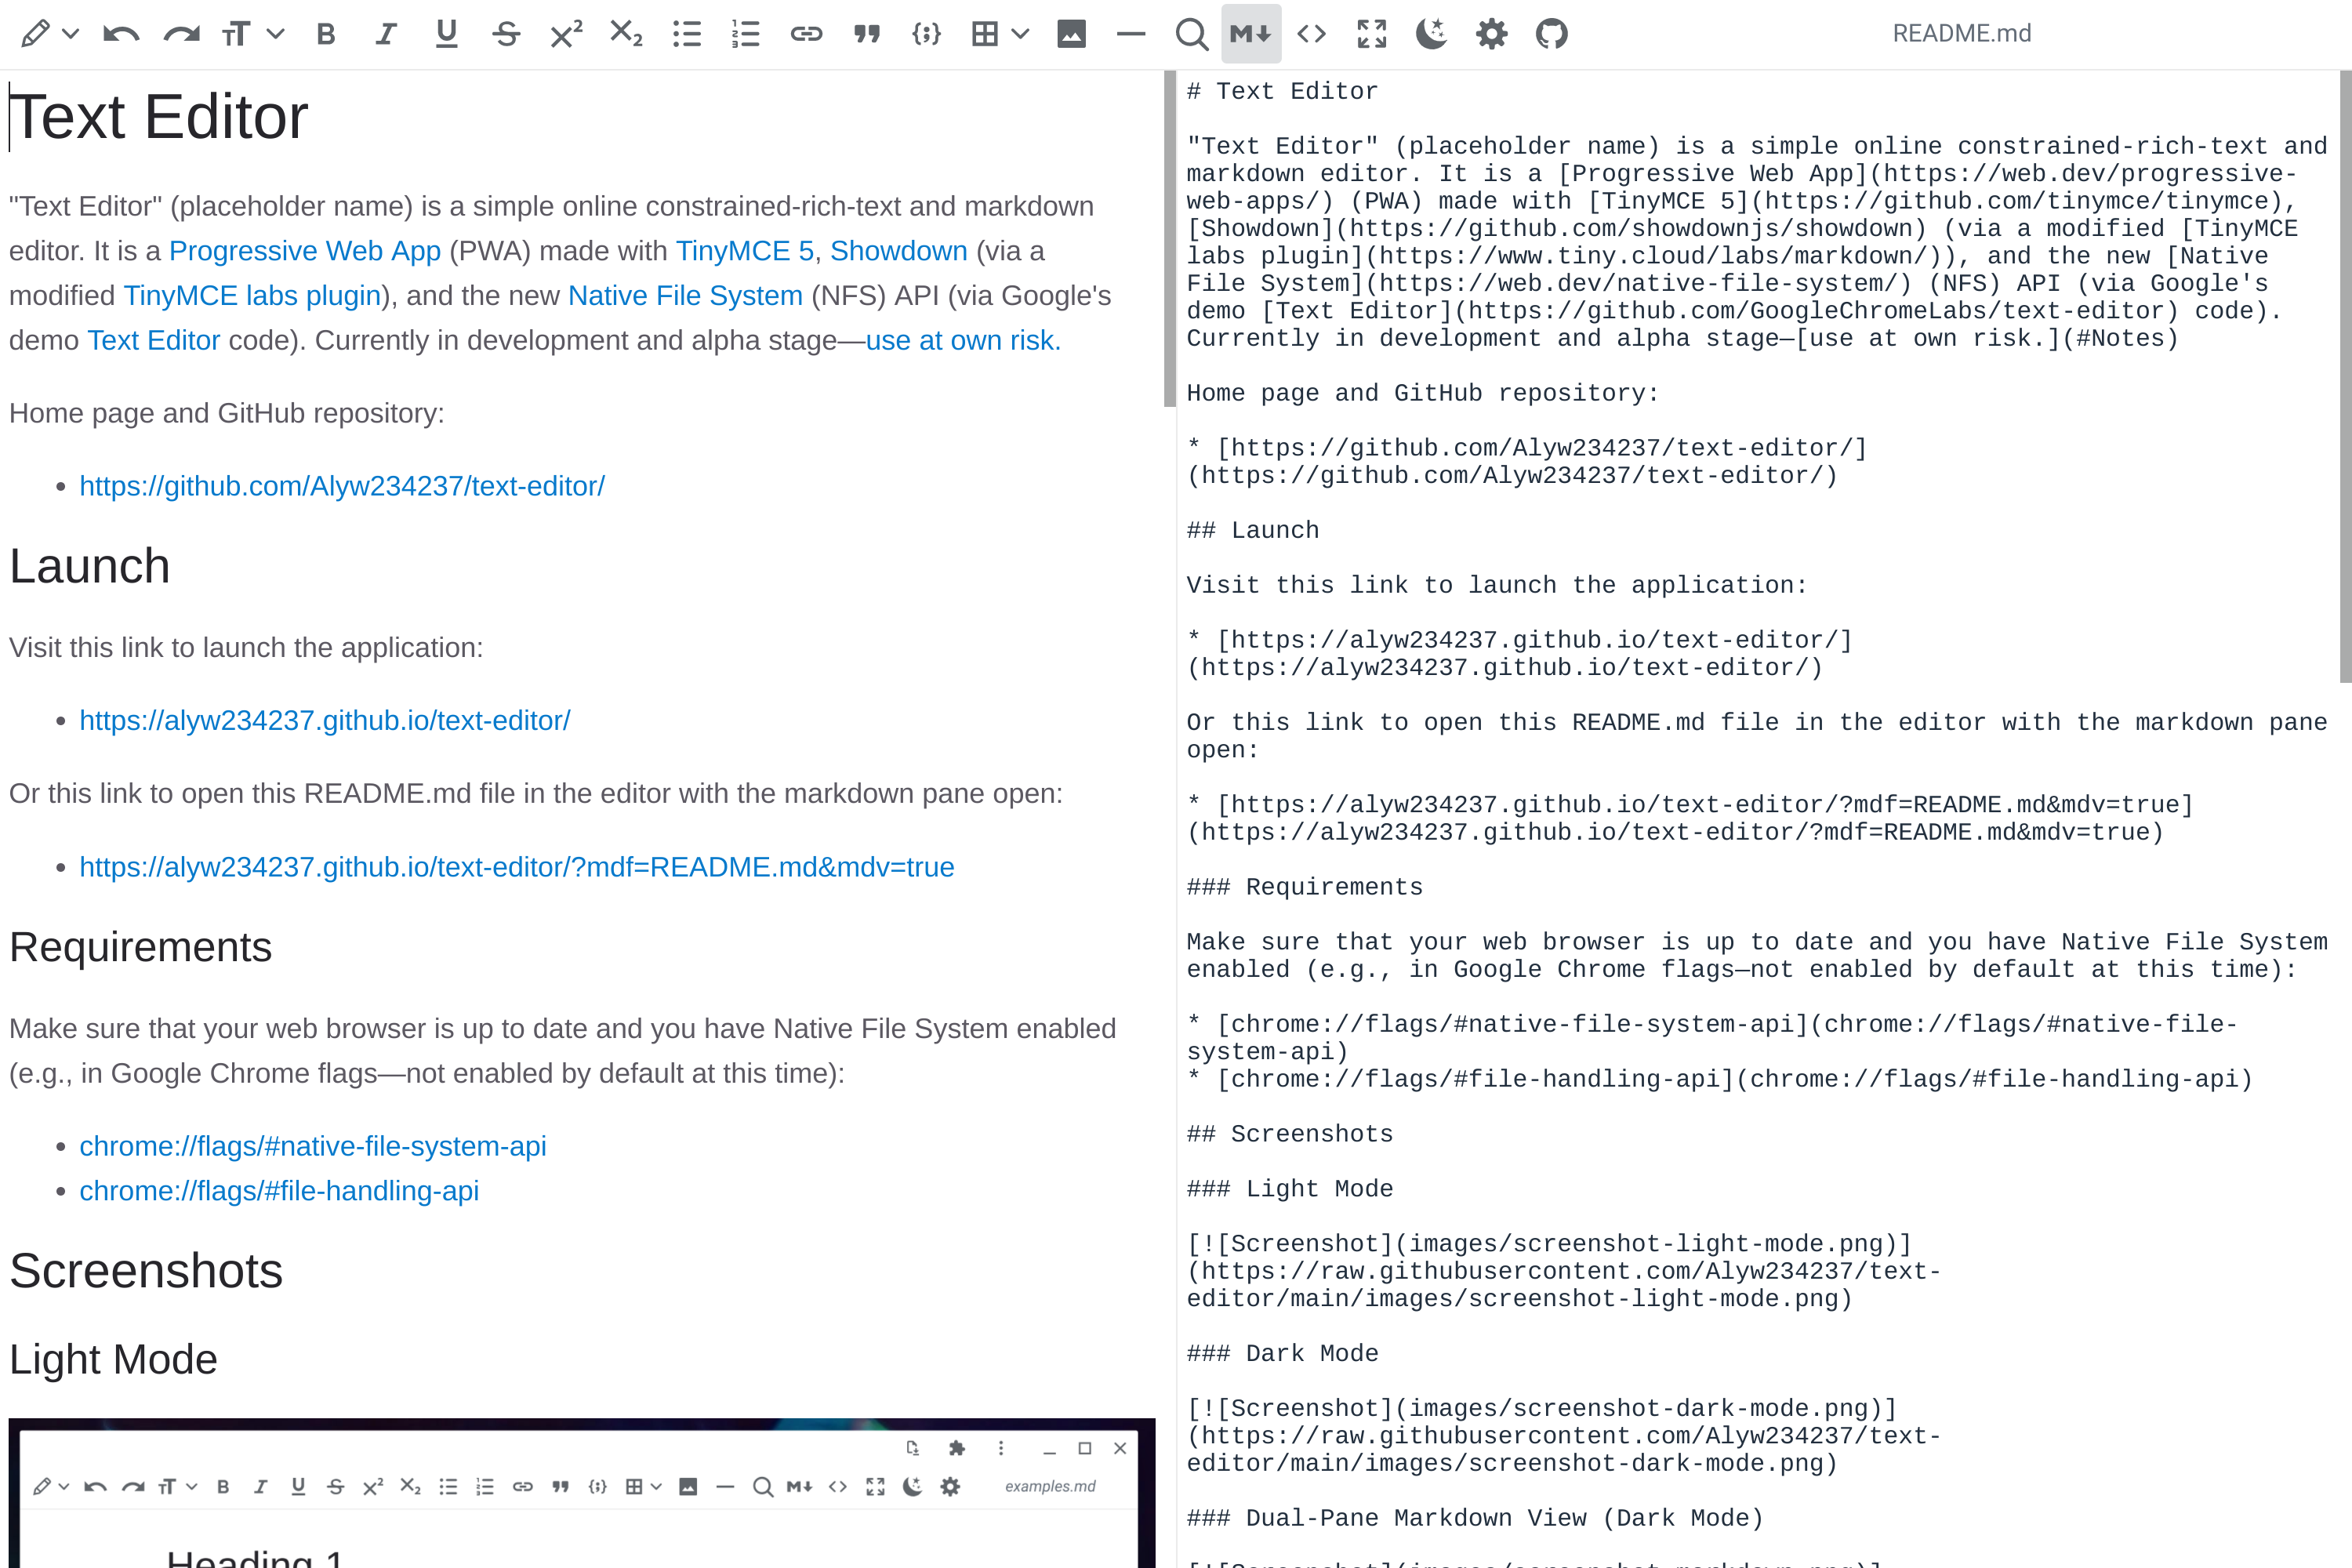 README.md
Text Editor
"Text Editor" (placeholder name) is a simple online constrained-rich-text and markdown
editor. It is a Progressive Web App (PWA) made with TinyMCE 5, Showdown (via a
modified TinyMCE labs plugin), and the new Native File System (NFS) API (via Google's
demo Text Editor code). Currently in development and alpha stage—use at own risk.
Home page and GitHub repository:
• https://github.com/Alyw234237/text-editor/
Launch
Visit this link to launch the application:
• https://alyw234237.github.io/text-editor/
Or this link to open this README.md file in the editor with the markdown pane open:
• https://alyw234237.github.io/text-editor/?mdf=README.md&mdv=true
Requirements
Make sure that your web browser is up to date and you have Native File System enabled
(e.g., in Google Chrome flags—not enabled by default at this time):
• chrome://flags/#native-file-system-api
• chrome://flags/#file-handling-api
Screenshots
Light Mode
examples.md
Heading 1
# Text Editor
"Text Editor" (placeholder name) is a simple online constrained-rich-text and
markdown editor. It is a [Progressive Web App](https://web.dev/progressive-
web-apps/) (PWA) made with [TinyMCE 5](https://github.com/tinymce/tinymce),
[Showdown](https://github.com/showdownjs/showdown) (via a modified [TinyMCE
labs plugin](https://www.tiny.cloud/labs/markdown/)), and the new [Native
File System](https://web.dev/native-file-system/) (NFS) API (via Google's
demo [Text Editor](https://github.com/GoogleChromeLabs/text-editor) code).
Currently in development and alpha stage—[use at own risk.](#Notes)
Home page and GitHub repository:
* [https://github.com/Alyw234237/text-editor/]
(https://github.com/Alyw234237/text-editor/)
## Launch
Visit this link to launch the application:
* [https://alyw234237.github.io/text-editor/]
(https://alyw234237.github.io/text-editor/)
Or this link to open this README.md file in the editor with the markdown pane
open:
* [https://alyw234237.github.io/text-editor/?mdf=README.md&mdv=true]
(https://alyw234237.github.io/text-editor/?mdf=README.md&mdv=true)
### Requirements
Make sure that your web browser is up to date and you have Native File System
enabled (e.g., in Google Chrome flags—not enabled by default at this time):
* [chrome://flags/#native-file-system-api](chrome://flags/#native-file-
system-api)
* [chrome://flags/#file-handling-api](chrome://flags/#file-handling-api)
## Screenshots
### Light Mode
[![Screenshot](images/screenshot-light-mode.png)]
(https://raw.githubusercontent.com/Alyw234237/text-
editor/main/images/screenshot-light-mode.png)
### Dark Mode
[![Screenshot](images/screenshot-dark-mode.png)]
(https://raw.githubusercontent.com/Alyw234237/text-
editor/main/images/screenshot-dark-mode.png)
### Dual-Pane Markdown View (Dark Mode)
[![Screenshot](images/screenshot-markdown.png)]